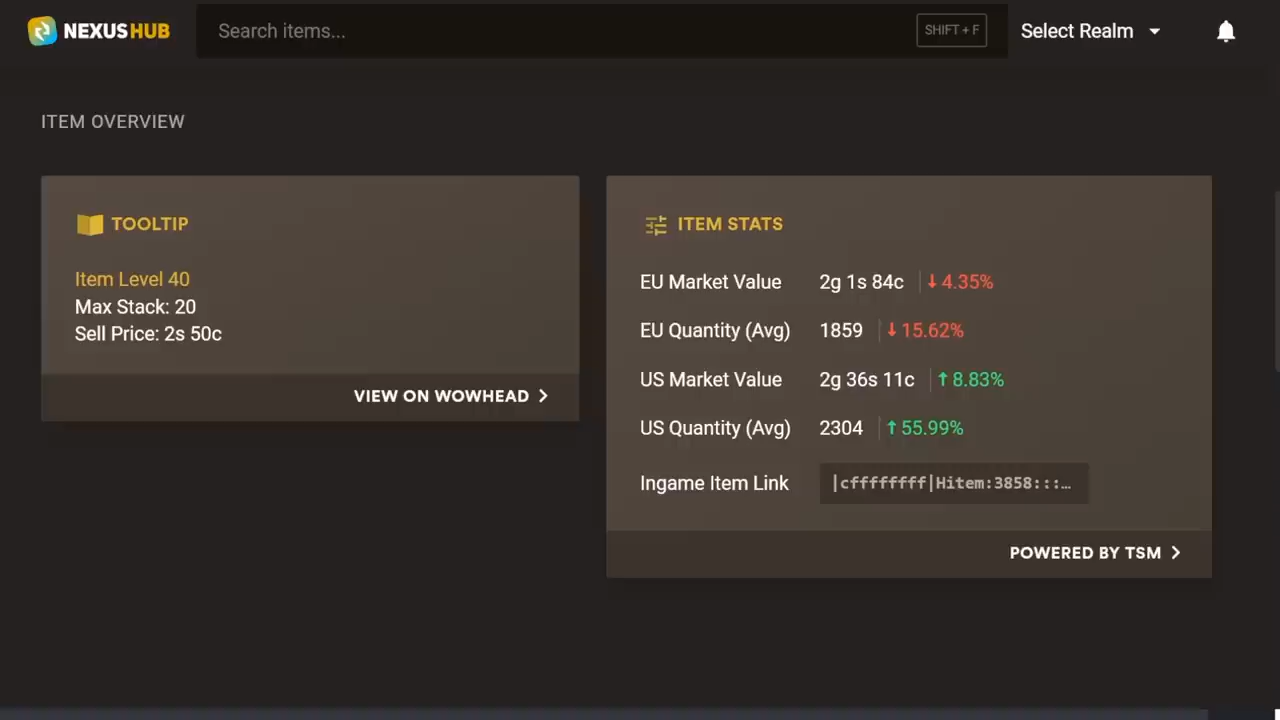 NEXUSHUB
Search items...
SHIFT + F
Select Realm
ITEM OVERVIEW
TOOLTIP
Item Level 40
Max Stack: 20
Sell Price: 2s 50c
VIEW ON WOWHEAD
ITEM STATS
EU Market Value 2g 1s 84c 4.35%
EU Quantity (Avg) 1859 15.62%
US Market Value 2g 36s 11c 8.83%
US Quantity (Avg) 2304 55.99%
Ingame Item Link |cffffffff|Hitem:3858:::…
POWERED BY TSM